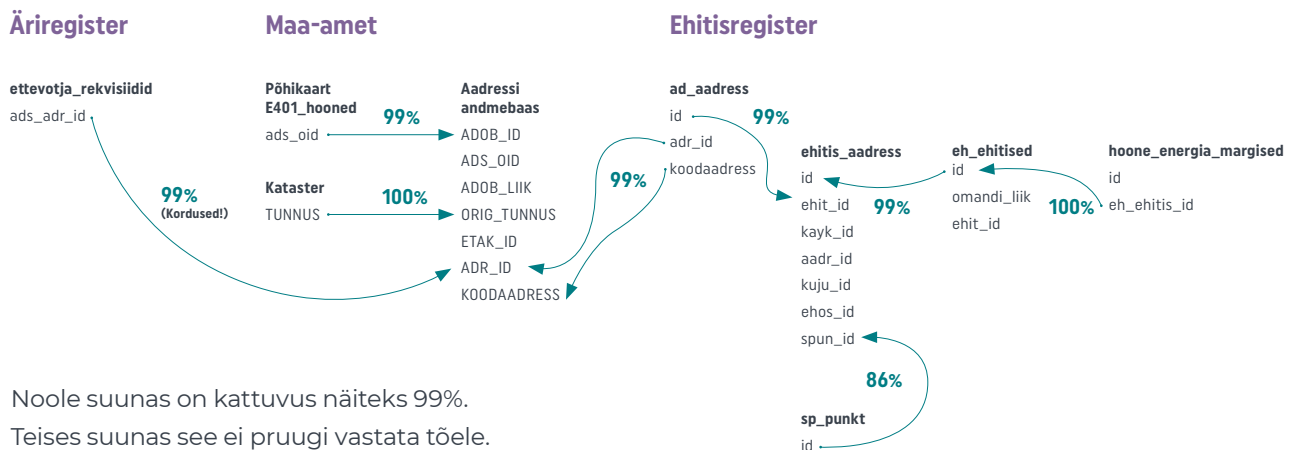 Äriregister
ettevotja_rekvisiidid
ads_adr_id
99%
(Kordused!)
Maa-amet
Põhikaart
E401_hooned
ads_oid
99%
Kataster
TUNNUS
100%
Aadressi
andmebaas
ADOB_ID
ADS_OID
ADOB_LIIK
ORIG_TUNNUS
ETAK_ID
ADR_ID
KOODAADRESS
99%
Ehitisregister
ad_aadress
id
adr_id
koodaadress
99%
ehitis_aadress
id
ehit_id
kayk_id
aadr_id
kuju_id
ehos_id
spun_id
99%
eh_ehitised
id
omandi_liik
ehit_id
100%
hoone_energia_margised
id
eh_ehitis_id
86%
sp_punkt
id
Noole suunas on kattuvus näiteks 99%.
Teises suunas see ei pruugi vastata tõele.